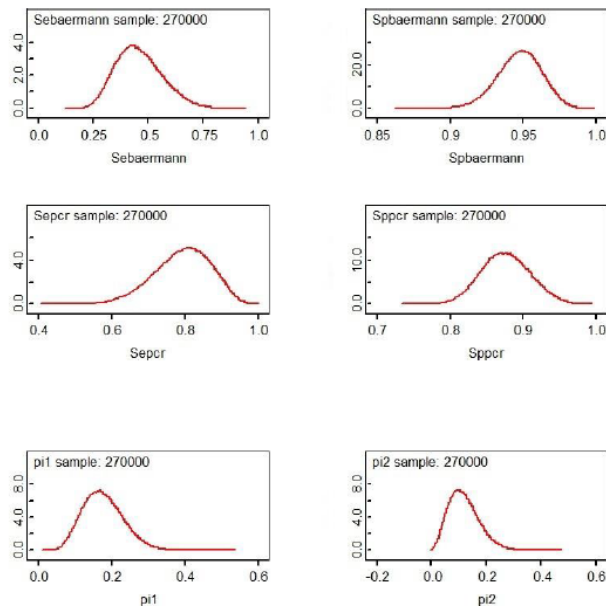 Sebaermann sample: 270000
0.0 2.0 4.0
0.0 0.25 0.5 0.75 1.0
Sebaermann
Spbaermann sample: 270000
0.0 20.0
0.85 0.9 0.95 1.0
Spbaermann
Sepcr sample: 270000
0.0 4.0
0.4 0.6 0.8 1.0
Sepcr
Sppcr sample: 270000
0.0 10.0
0.7 0.8 0.9 1.0
Sppcr
pi1 sample: 270000
0.0 4.0 8.0
0.0 0.2 0.4 0.6
pi1
pi2 sample: 270000
0.0 4.0 8.0
-0.2 0.0 0.2 0.4 0.6
pi2